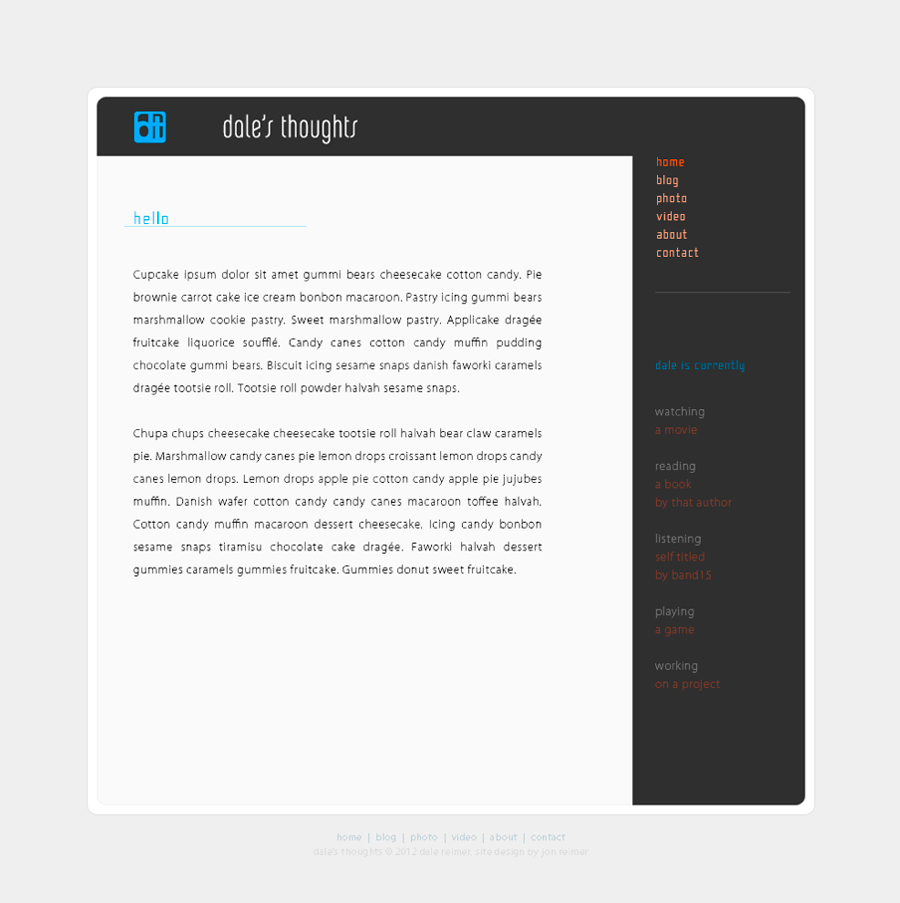 dt
dale's thoughts
home
blog
photo
video
about
contact
hello
Cupcake ipsum dolor sit amet gummi bears cheesecake cotton candy. Pie
brownie carrot cake ice cream bonbon macaroon. Pastry icing gummi bears
marshmallow cookie pastry. Sweet marshmallow pastry. Applicake dragée
fruitcake liquorice soufflé. Candy canes cotton candy muffin pudding
chocolate gummi bears. Biscuit icing sesame snaps danish faworki caramels
dragée tootsie roll. Tootsie roll powder halvah sesame snaps.
Chupa chups cheesecake cheesecake tootsie roll halvah bear claw caramels
pie. Marshmallow candy canes pie lemon drops croissant lemon drops candy
canes lemon drops. Lemon drops apple pie cotton candy apple pie jujubes
muffin. Danish wafer cotton candy candy canes macaroon toffee halvah.
Cotton candy muffin macaroon dessert cheesecake. Icing candy bonbon
sesame snaps tiramisu chocolate cake dragée. Faworki halvah dessert
gummies caramels gummies fruitcake. Gummies donut sweet fruitcake.
dale is currently
watching
a movie
reading
a book
by that author
listening
self titled
by band15
playing
a game
working
on a project
home | blog | photo | video | about | contact
dale's thoughts © 2012 dale reimer. site design by jon reimer